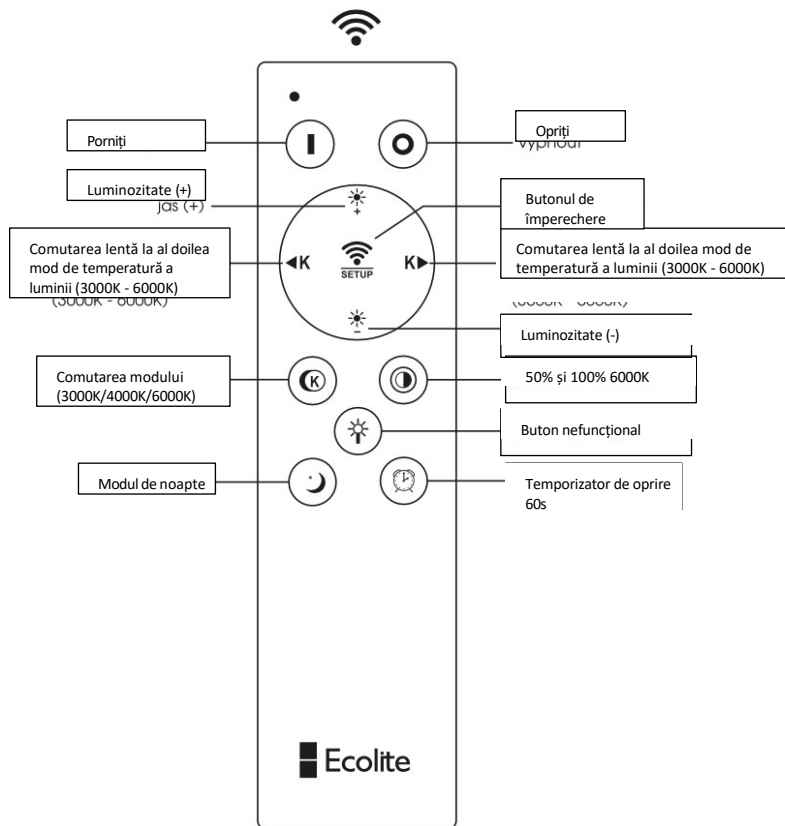 Porniți
Opriți
Vypnout
Luminozitate (+)
jas (+)
Butonul de
împerechere
Comutarea lentă la al doilea
mod de temperatură a
luminii (3000K - 6000K)
(3000K - 6000K)
+
K
SETUP
K
−
Comutarea lentă la al doilea mod de
temperatură a luminii (3000K - 6000K)
(3000K - 6000K)
Luminozitate (-)
Comutarea modului
(3000K/4000K/6000K)
K
50% și 100% 6000K
Buton nefuncțional
Modul de noapte
Temporizator de oprire
60s
Ecolite